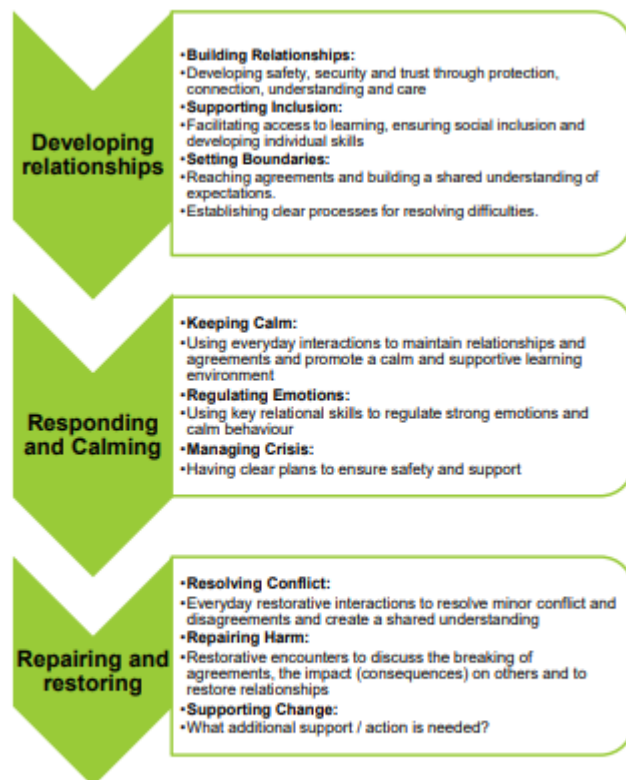 Developing
relationships
•Building Relationships:
•Developing safety, security and trust through protection,
connection, understanding and care
•Supporting Inclusion:
•Facilitating access to learning, ensuring social inclusion and
developing individual skills
•Setting Boundaries:
•Reaching agreements and building a shared understanding of
expectations.
•Establishing clear processes for resolving difficulties.
Responding
and Calming
•Keeping Calm:
•Using everyday interactions to maintain relationships and
agreements and promote a calm and supportive learning
environment
•Regulating Emotions:
•Using key relational skills to regulate strong emotions and
calm behaviour
•Managing Crisis:
•Having clear plans to ensure safety and support
Repairing and
restoring
•Resolving Conflict:
•Everyday restorative interactions to resolve minor conflict and
disagreements and create a shared understanding
•Repairing Harm:
•Restorative encounters to discuss the breaking of
agreements, the impact (consequences) on others and to
restore relationships
•Supporting Change:
•What additional support / action is needed?